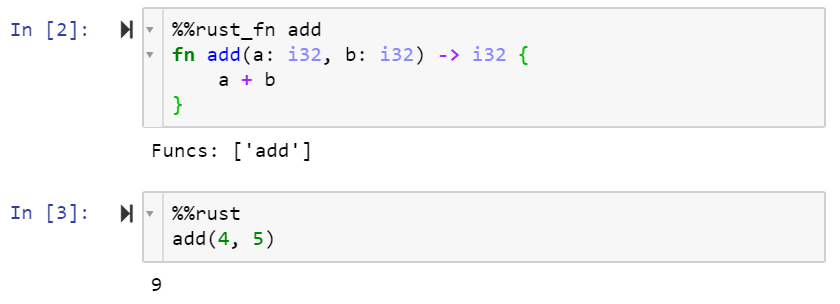 In [2]: %%rust_fn add
fn add(a: i32, b: i32) -> i32 {
    a + b
}
Funcs: ['add']
In [3]: %%rust
add(4, 5)
9